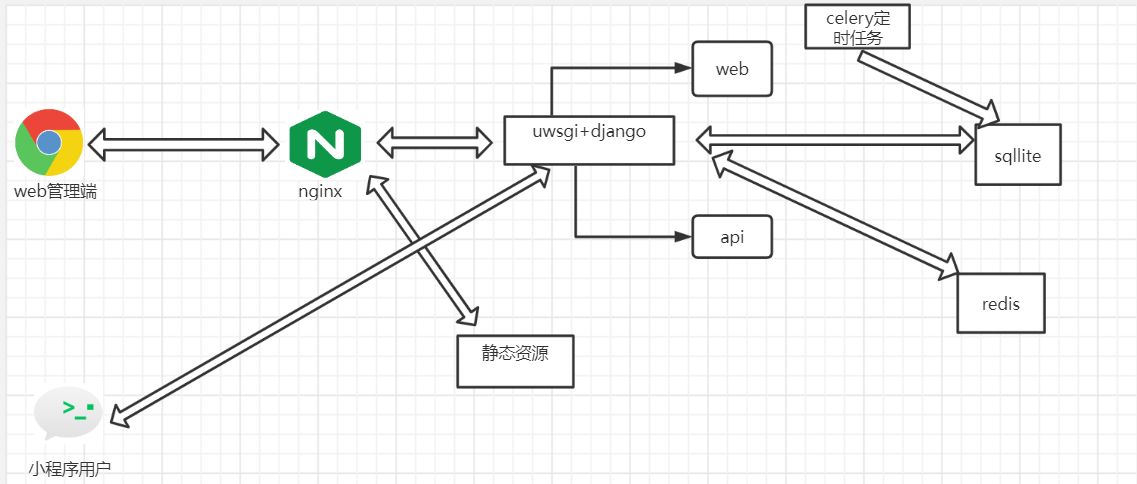 celery定
时任务
web
uwsgi+django
sqllite
web管理端
N
nginx
api
redis
静态资源
>_
小程序用户